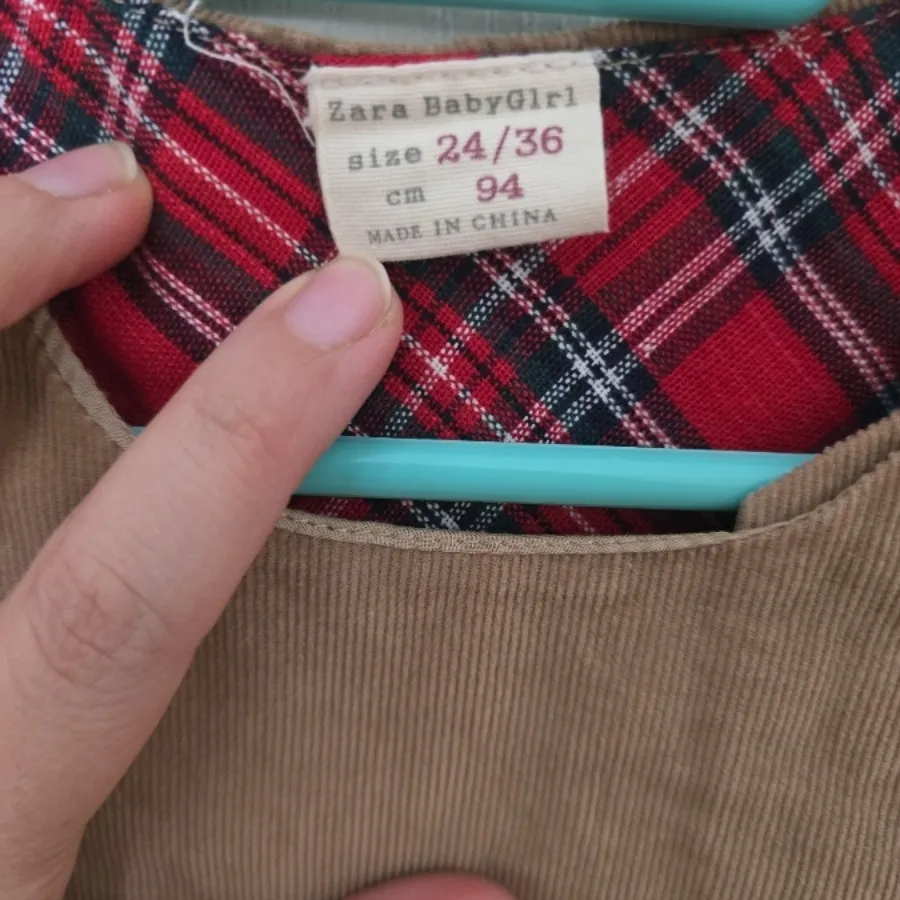 Zara BabyGirl
size 24/36
cm 94
MADE IN CHINA